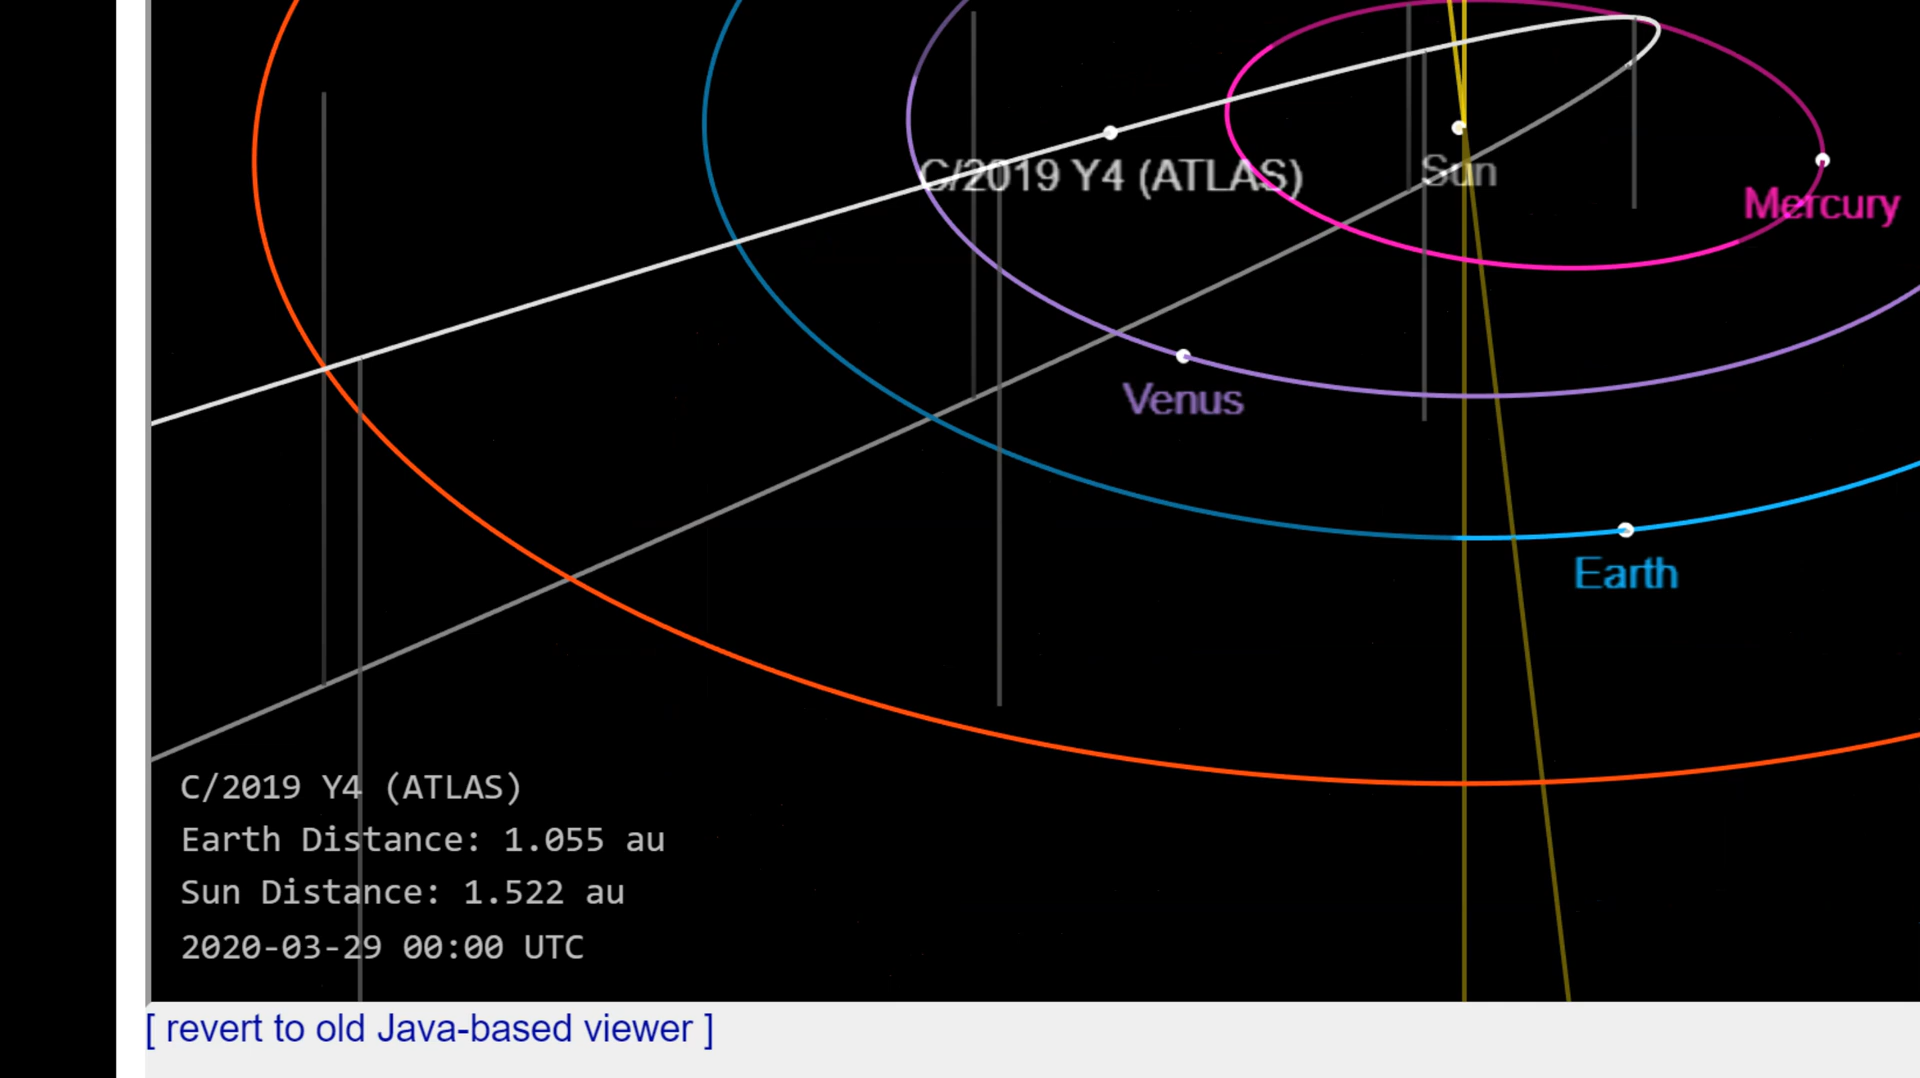 C/2019 Y4 (ATLAS)
Sun
Mercury
Venus
Earth
C/2019 Y4 (ATLAS)
Earth Distance: 1.055 au
Sun Distance: 1.522 au
2020-03-29 00:00 UTC
[ revert to old Java-based viewer ]